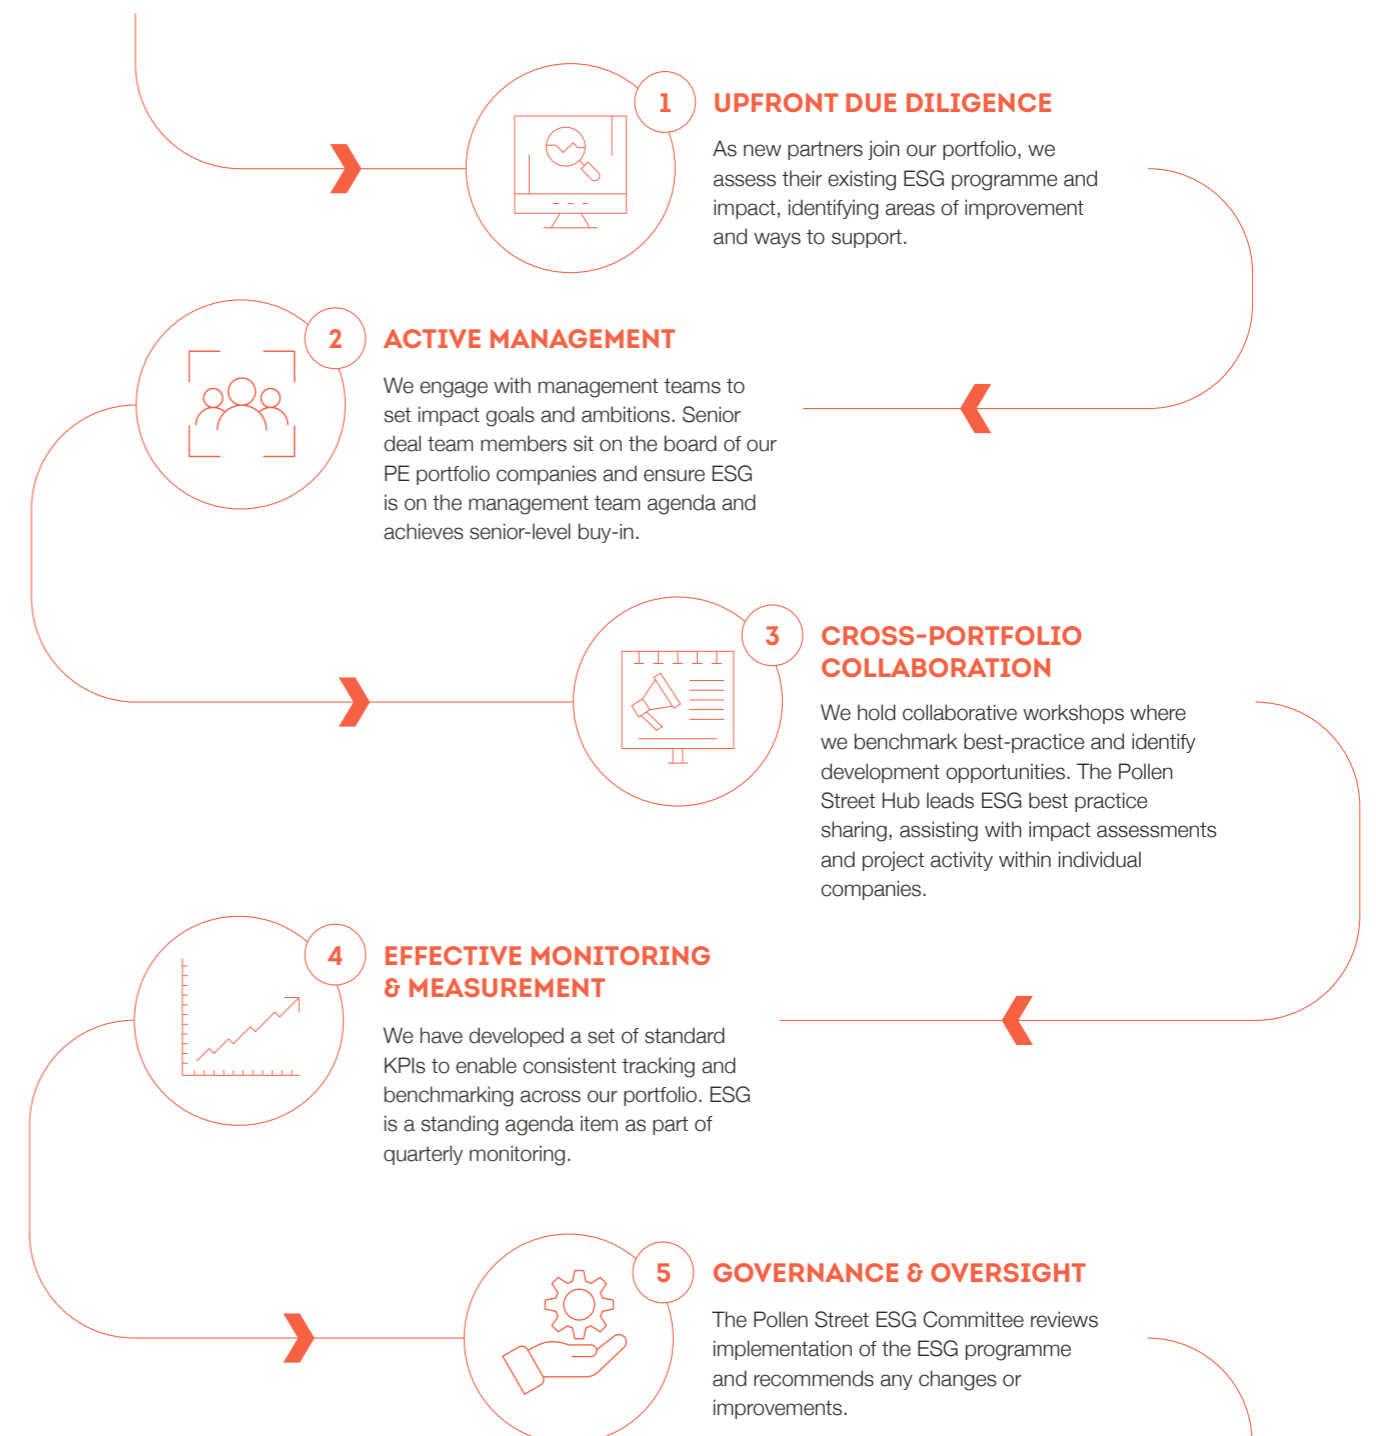 1
UPFRONT DUE DILIGENCE
As new partners join our portfolio, we
assess their existing ESG programme and
impact, identifying areas of improvement
and ways to support.
2
ACTIVE MANAGEMENT
We engage with management teams to
set impact goals and ambitions. Senior
deal team members sit on the board of our
PE portfolio companies and ensure ESG
is on the management team agenda and
achieves senior-level buy-in.
3
CROSS-PORTFOLIO
COLLABORATION
We hold collaborative workshops where
we benchmark best-practice and identify
development opportunities. The Pollen
Street Hub leads ESG best practice
sharing, assisting with impact assessments
and project activity within individual
companies.
4
EFFECTIVE MONITORING
& MEASUREMENT
We have developed a set of standard
KPIs to enable consistent tracking and
benchmarking across our portfolio. ESG
is a standing agenda item as part of
quarterly monitoring.
5
GOVERNANCE & OVERSIGHT
The Pollen Street ESG Committee reviews
implementation of the ESG programme
and recommends any changes or
improvements.